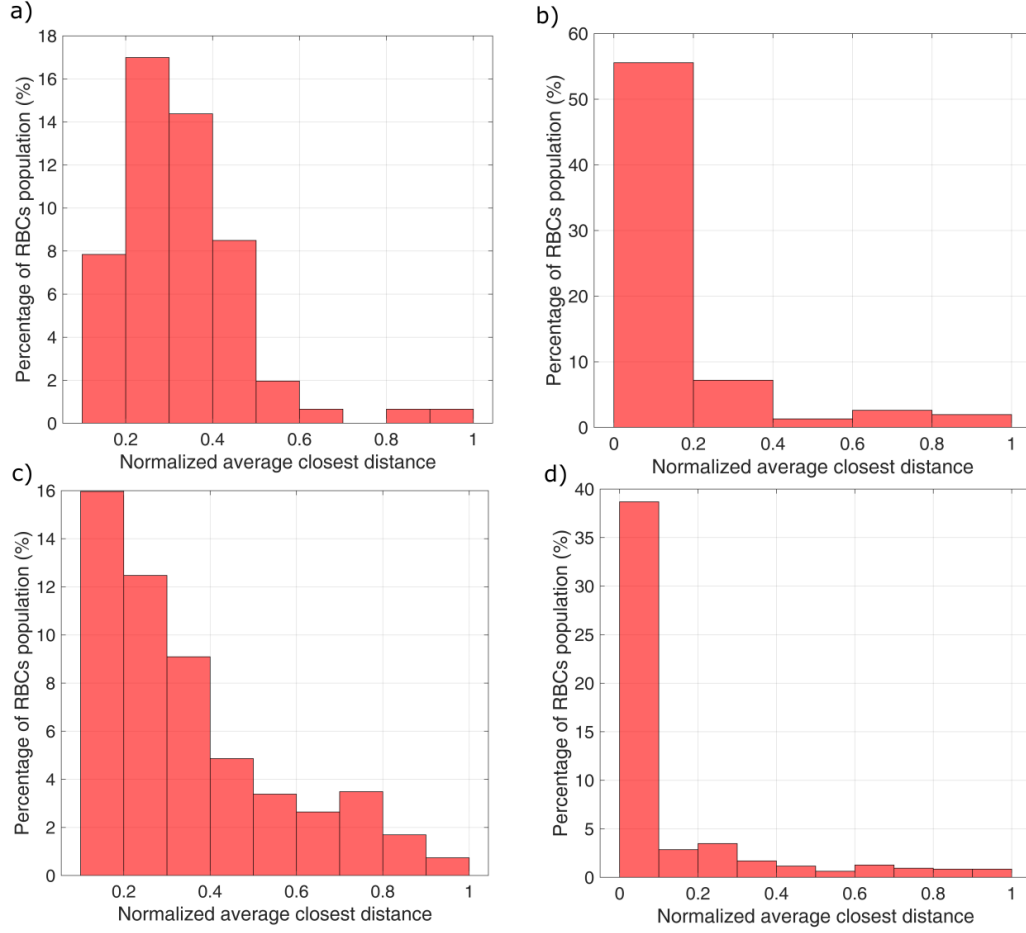 a)
Percentage of RBCs population (%)
18
16
14
12
10
8
6
4
2
0
0.2 0.4 0.6 0.8 1
Normalized average closest distance
b)
Percentage of RBCs population (%)
60
50
40
30
20
10
0
0 0.2 0.4 0.6 0.8 1
Normalized average closest distance
c)
Percentage of RBCs population (%)
16
14
12
10
8
6
4
2
0
0.2 0.4 0.6 0.8 1
Normalized average closest distance
d)
Percentage of RBCs population (%)
40
35
30
25
20
15
10
5
0
0 0.2 0.4 0.6 0.8 1
Normalized average closest distance